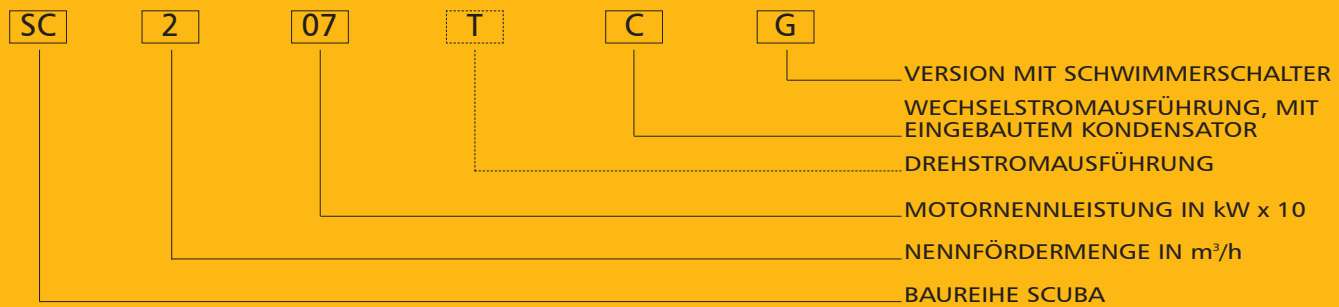 SC 2 07 T C G
VERSION MIT SCHWIMMERSCHALTER
WECHSELSTROMAUSFÜHRUNG, MIT
EINGEBAUTEM KONDENSATOR
DREHSTROMAUSFÜHRUNG
MOTORNENNLEISTUNG IN kW x 10
NENNFÖRDERMENGE IN m³/h
BAUREIHE SCUBA